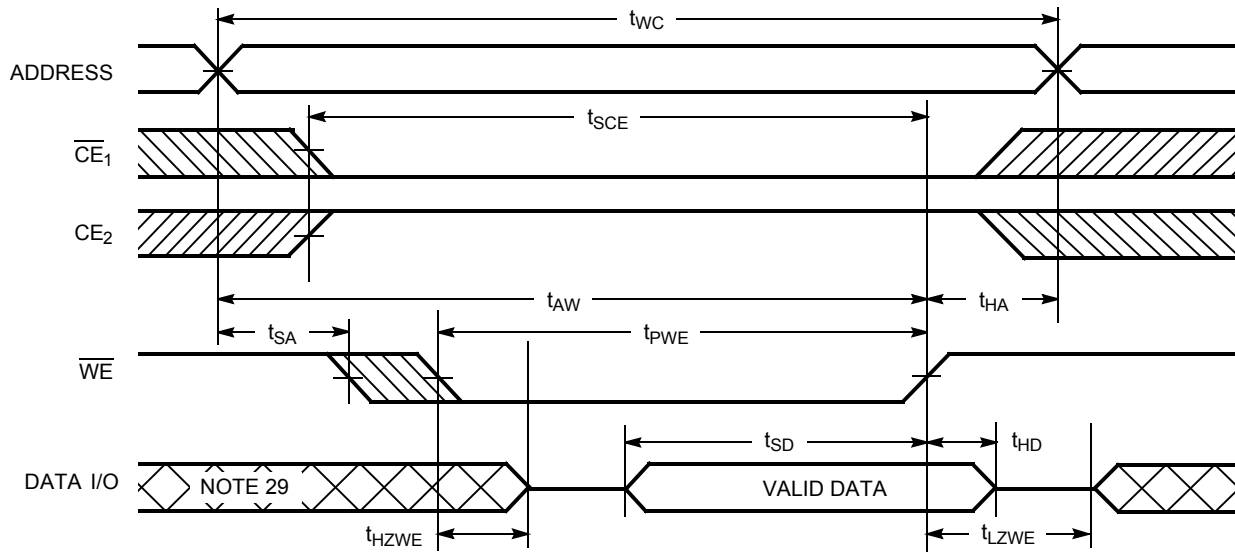 tWC
ADDRESS
tSCE
CE1
CE2
tAW
tHA
tSA
tPWE
WE
tSD
tHD
DATA I/O
NOTE 29
VALID DATA
tHZWE
tLZWE